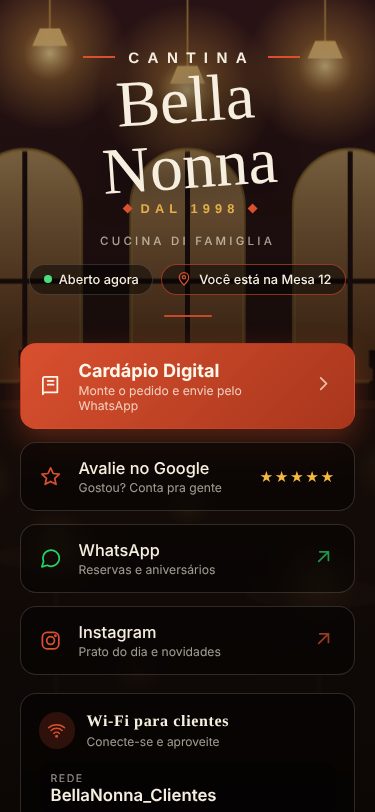 CANTINA
Bella
Nonna
DAL 1998
CUCINA DI FAMIGLIA
Aberto agora
Você está na Mesa 12
Cardápio Digital
Monte o pedido e envie pelo
WhatsApp
Avalie no Google
Gostou? Conta pra gente
★★★★★
WhatsApp
Reservas e aniversários
Instagram
Prato do dia e novidades
Wi-Fi para clientes
Conecte-se e aproveite
REDE
BellaNonna_Clientes